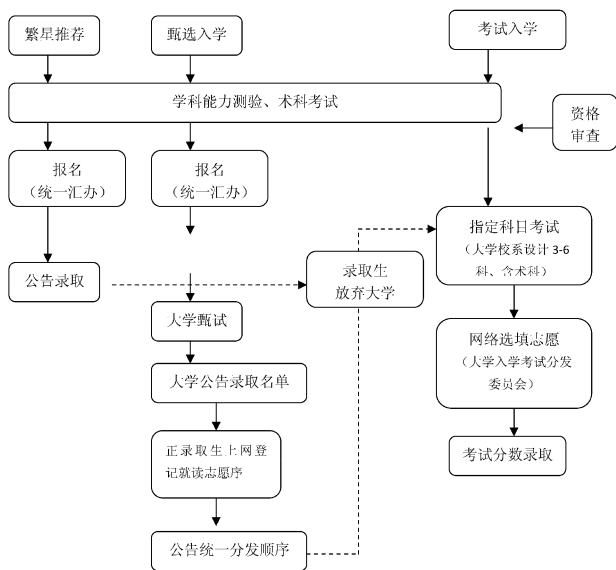 繁星推荐
甄选入学
考试入学
学科能力测验、术科考试
资格
审查
报名
（统一汇办）
报名
（统一汇办）
指定科目考试
（大学校系设计 3-6
科、含术科）
公告录取
录取生
放弃大学
大学甄试
网络选填志愿
（大学入学考试分发
委员会）
大学公告录取名单
正录取生上网登
记就读志愿序
考试分数录取
公告统一分发顺序